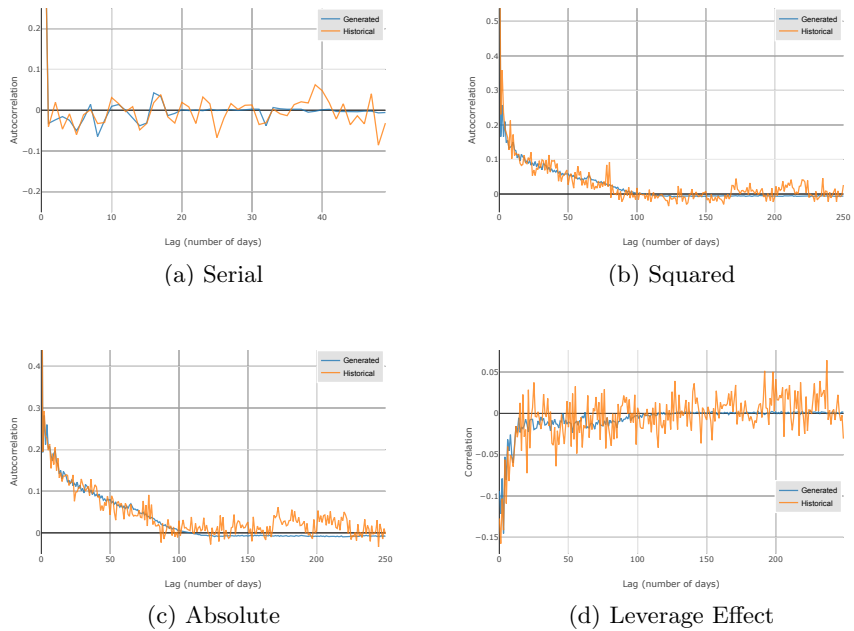 Generated
Historical
0.2
0.1
0
−0.1
−0.2
Autocorrelation
0
10
20
30
40
Lag (number of days)
(a) Serial
Generated
Historical
0.5
0.4
0.3
0.2
0.1
0
Autocorrelation
0
50
100
150
200
250
Lag (number of days)
(b) Squared
Generated
Historical
0.4
0.3
0.2
0.1
0
Autocorrelation
0
50
100
150
200
250
Lag (number of days)
(c) Absolute
0.05
0
−0.05
−0.1
−0.15
Correlation
Generated
Historical
0
50
100
150
200
Lag (number of days)
(d) Leverage Effect